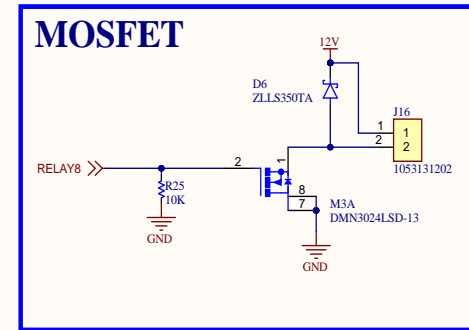 MOSFET
12V
D6
ZLLS350TA
J16
1
1
2
2
1053131202
RELAY8
2
1
R25
10K
8
7
M3A
DMN3024LSD-13
GND
GND